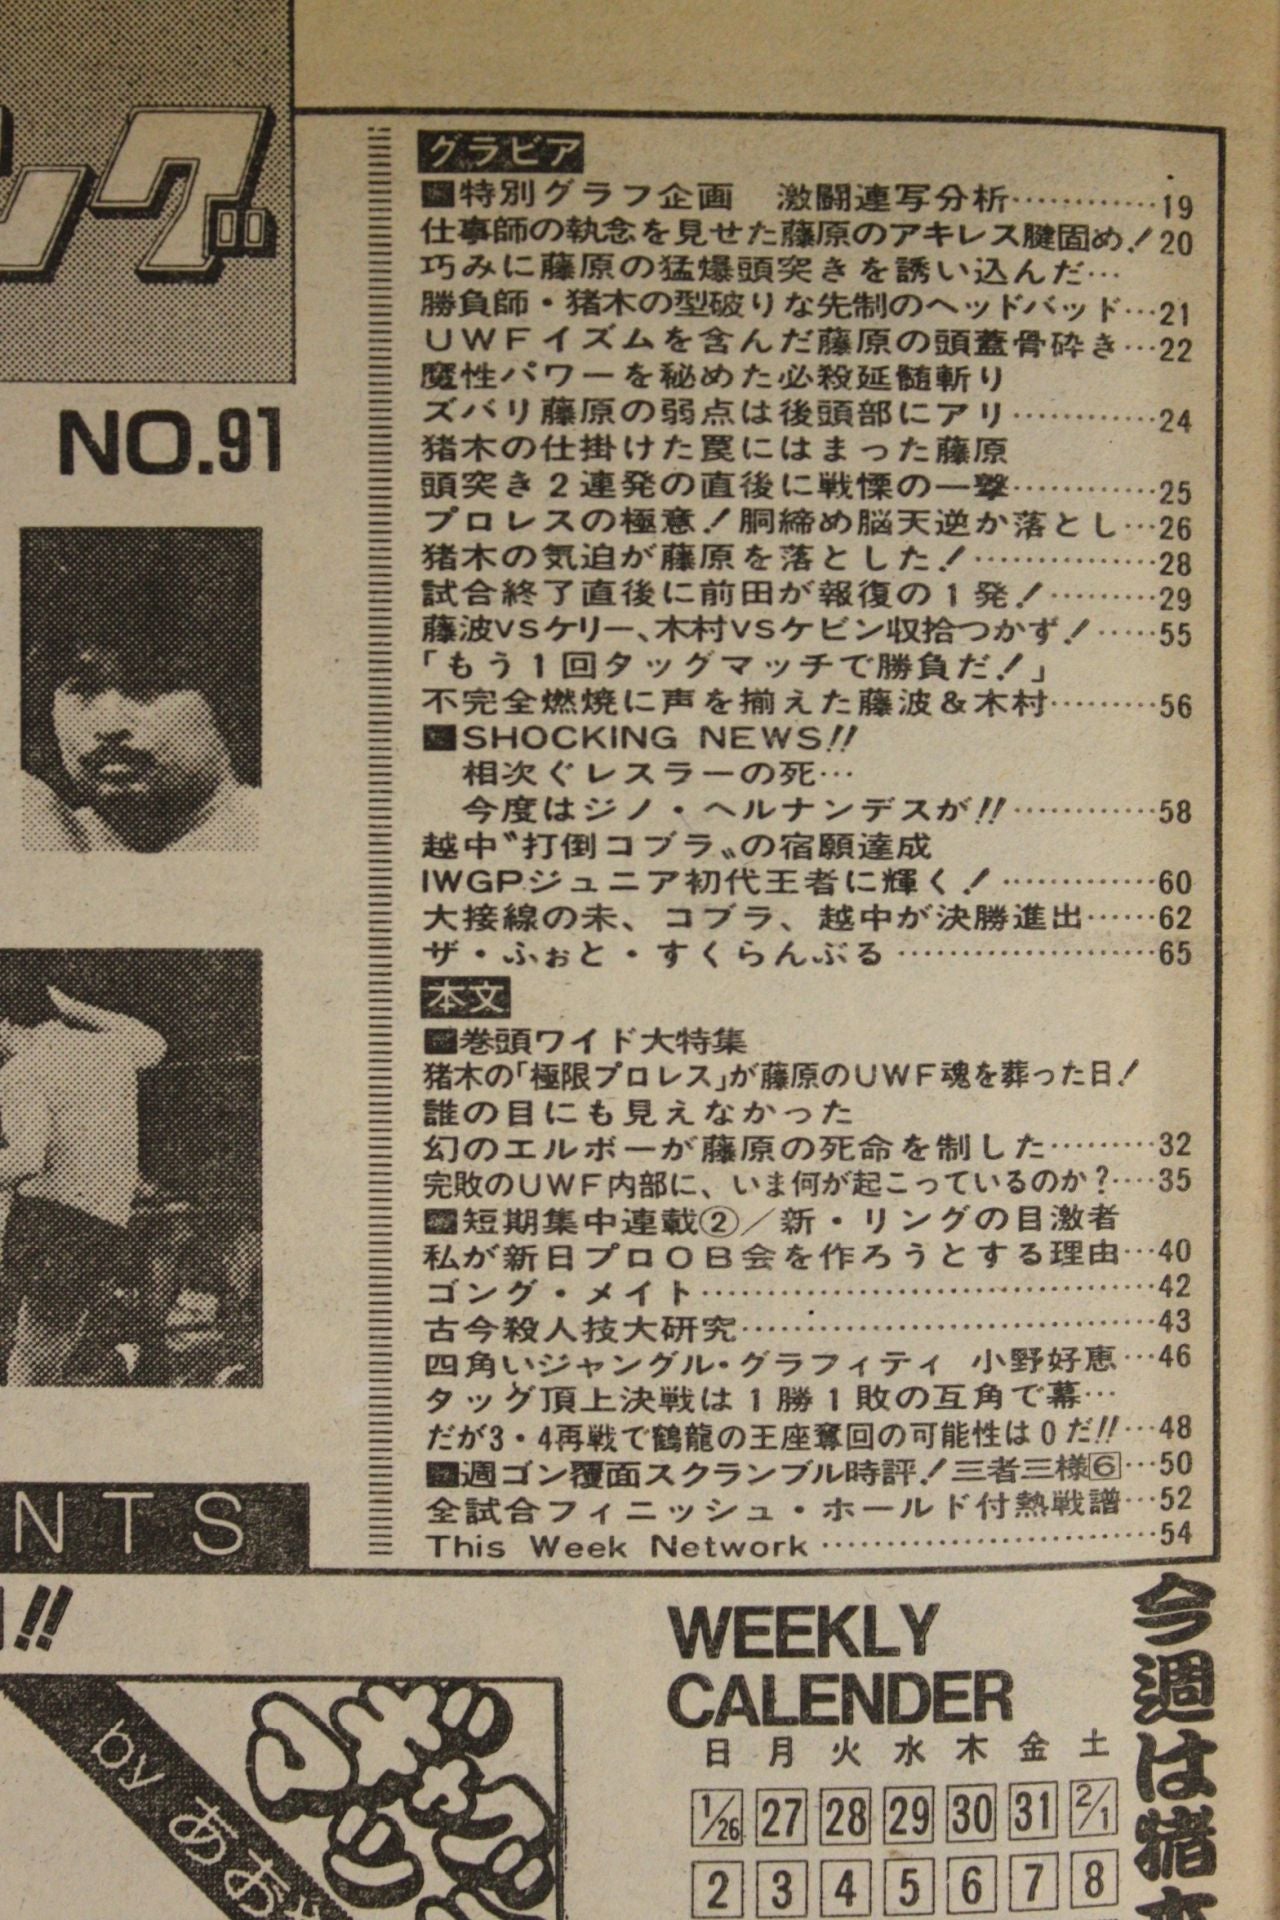 ング
NO.91
NTS
!!
グラビア
特別グラフ企画 激闘連写分析…………19
仕事師の執念を見せた藤原のアキレス腱固め!20
巧みに藤原の猛爆頭突きを誘い込んだ…
勝負師・猪木の型破りな先制のヘッドバッド…21
UWFイズムを含んだ藤原の頭蓋骨砕き…22
魔性パワーを秘めた必殺延髄斬り
ズバリ藤原の弱点は後頭部にアリ…………24
猪木の仕掛けた罠にはまった藤原
頭突き2連発の直後に戦慄の一撃…………25
プロレスの極意!胴締め脳天逆か落とし…26
猪木の気迫が藤原を落とした!……………28
試合終了直後に前田が報復の1発!………29
藤波VSケリー、木村VSケビン収拾つかず!……55
「もう1回タッグマッチで勝負だ!」
不完全燃焼に声を揃えた藤波&木村………56
SHOCKING NEWS!!
相次ぐレスラーの死…
今度はジノ・ヘルナンデスが!!…………58
越中〝打倒コブラ〟の宿願達成
IWGPジュニア初代王者に輝く!…………60
大接線の末、コブラ、越中が決勝進出……62
ザ・ふぉと・すくらんぶる…………………65
本文
巻頭ワイド大特集
猪木の「極限プロレス」が藤原のUWF魂を葬った日!
誰の目にも見えなかった
幻のエルボーが藤原の死命を制した………32
完敗のUWF内部に、いま何が起こっているのか?…35
短期集中連載②/新・リングの目激者
私が新日プロOB会を作ろうとする理由…40
ゴング・メイト……………………………42
古今殺人技大研究…………………………43
四角いジャングル・グラフィティ 小野好恵…46
タッグ頂上決戦は1勝1敗の互角で幕…
だが3・4再戦で鶴龍の王座奪回の可能性は0だ!!…48
週ゴン覆面スクランブル時評!三者三様6…50
全試合フィニッシュ・ホールド付熱戦譜…52
This Week Network……………………54
by あお
WEEKLY
CALENDER
日 月 火 水 木 金 土
1/26 27 28 29 30 31 2/1
2 3 4 5 6 7 8
今週は猪木